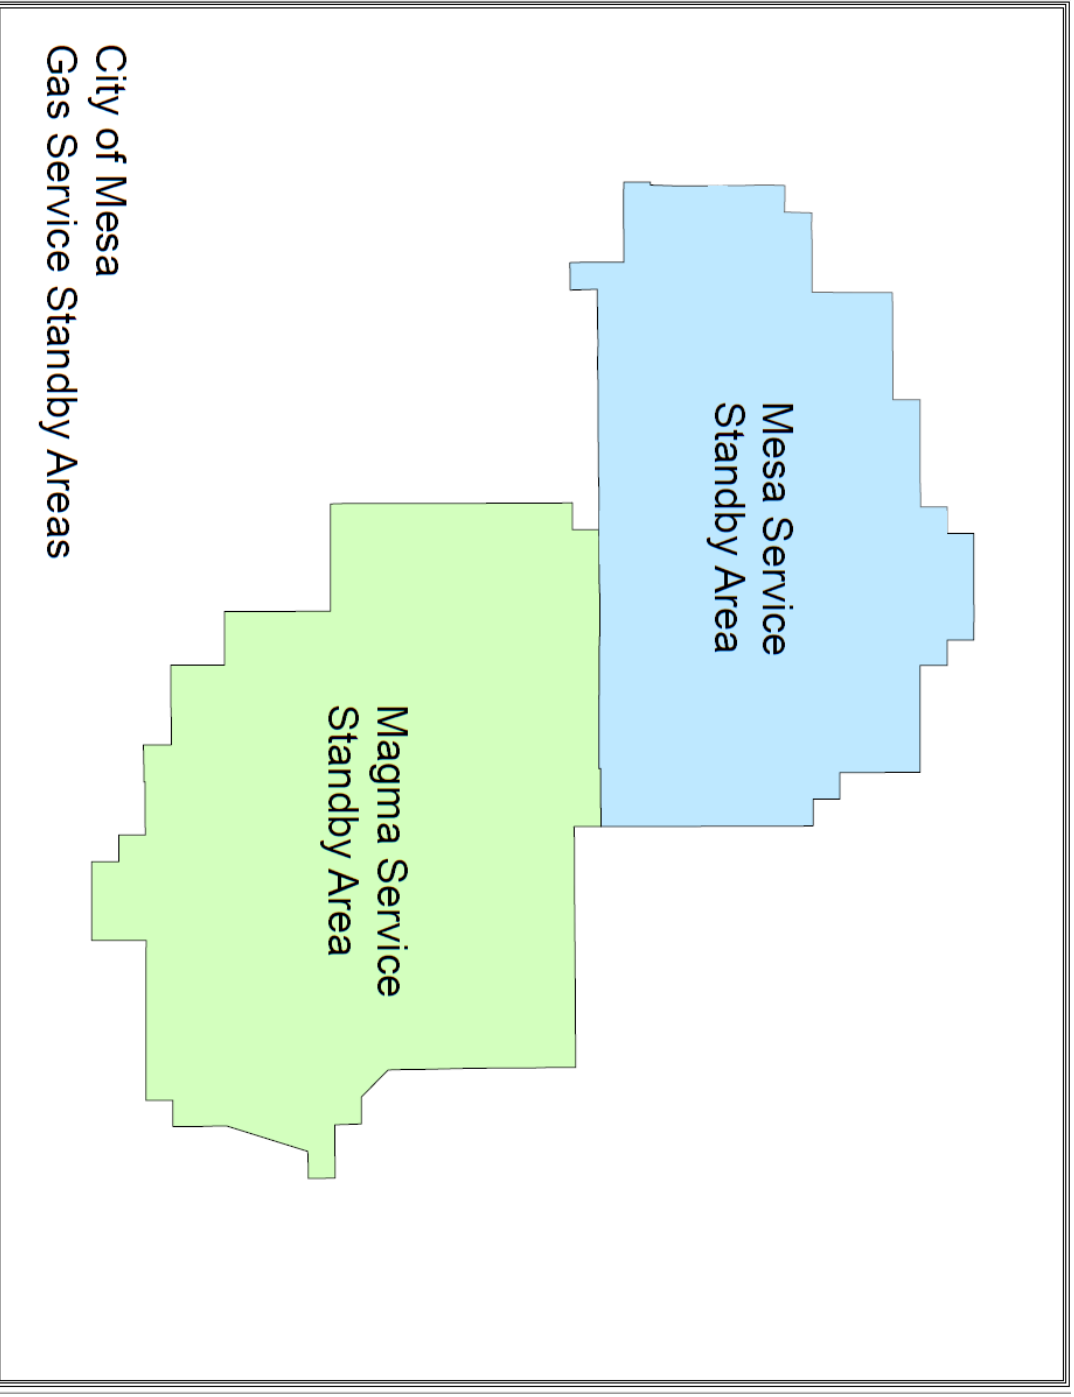 Mesa Service
Standby Area
Magma Service
Standby Area
City of Mesa
Gas Service Standby Areas